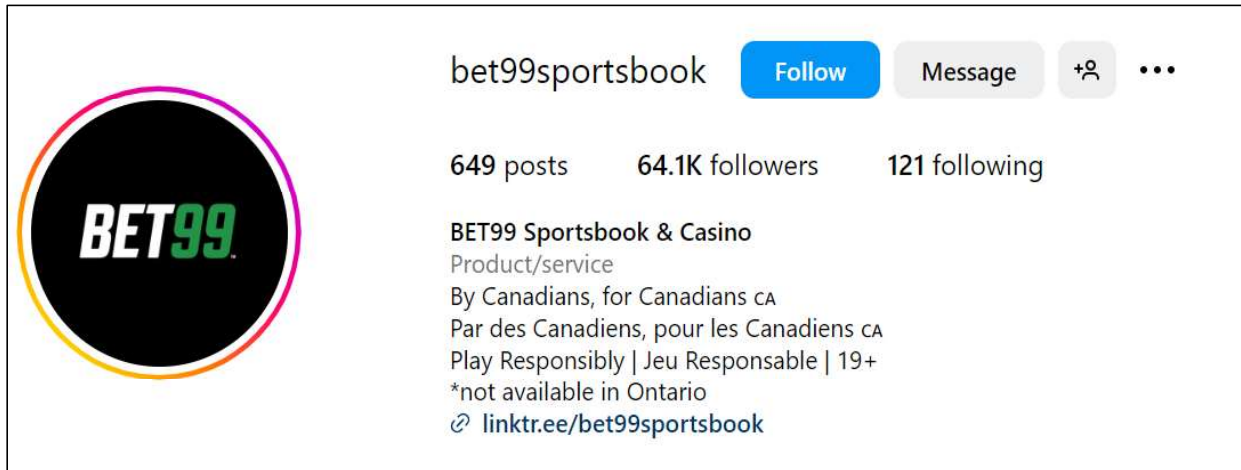 bet99sportsbook Follow Message
649 posts 64.1K followers 121 following
BET99
BET99 Sportsbook & Casino
Product/service
By Canadians, for Canadians CA
Par des Canadiens, pour les Canadiens CA
Play Responsibly | Jeu Responsable | 19+
*not available in Ontario
linktr.ee/bet99sportsbook